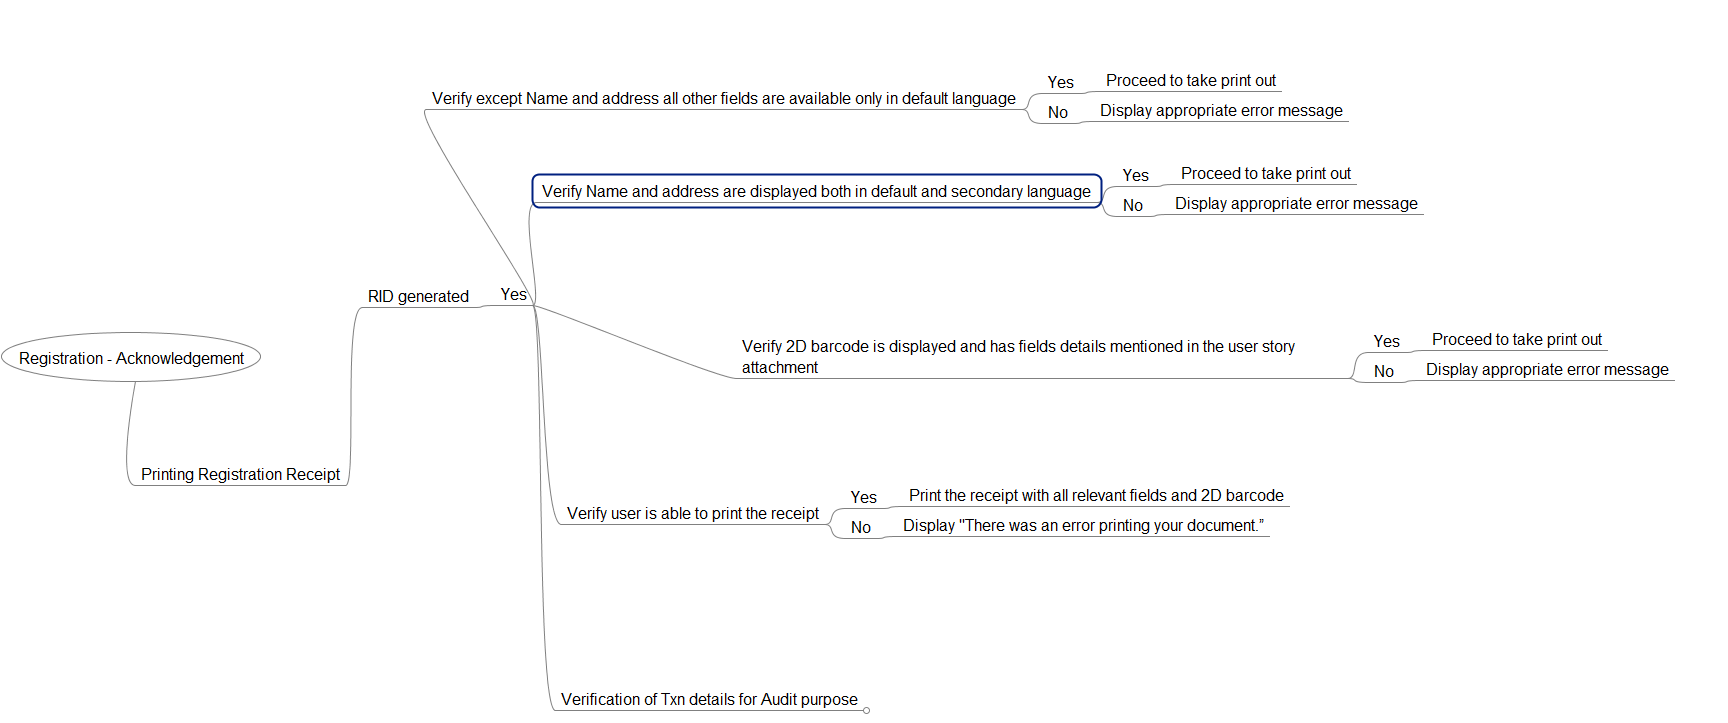 Registration - Acknowledgement
Printing Registration Receipt
RID generated
Yes
Verify except Name and address all other fields are available only in default language
Yes
Proceed to take print out
No
Display appropriate error message
Verify Name and address are displayed both in default and secondary language
Yes
Proceed to take print out
No
Display appropriate error message
Verify 2D barcode is displayed and has fields details mentioned in the user story
attachment
Yes
Proceed to take print out
No
Display appropriate error message
Verify user is able to print the receipt
Yes
Print the receipt with all relevant fields and 2D barcode
No
Display "There was an error printing your document.”
Verification of Txn details for Audit purpose